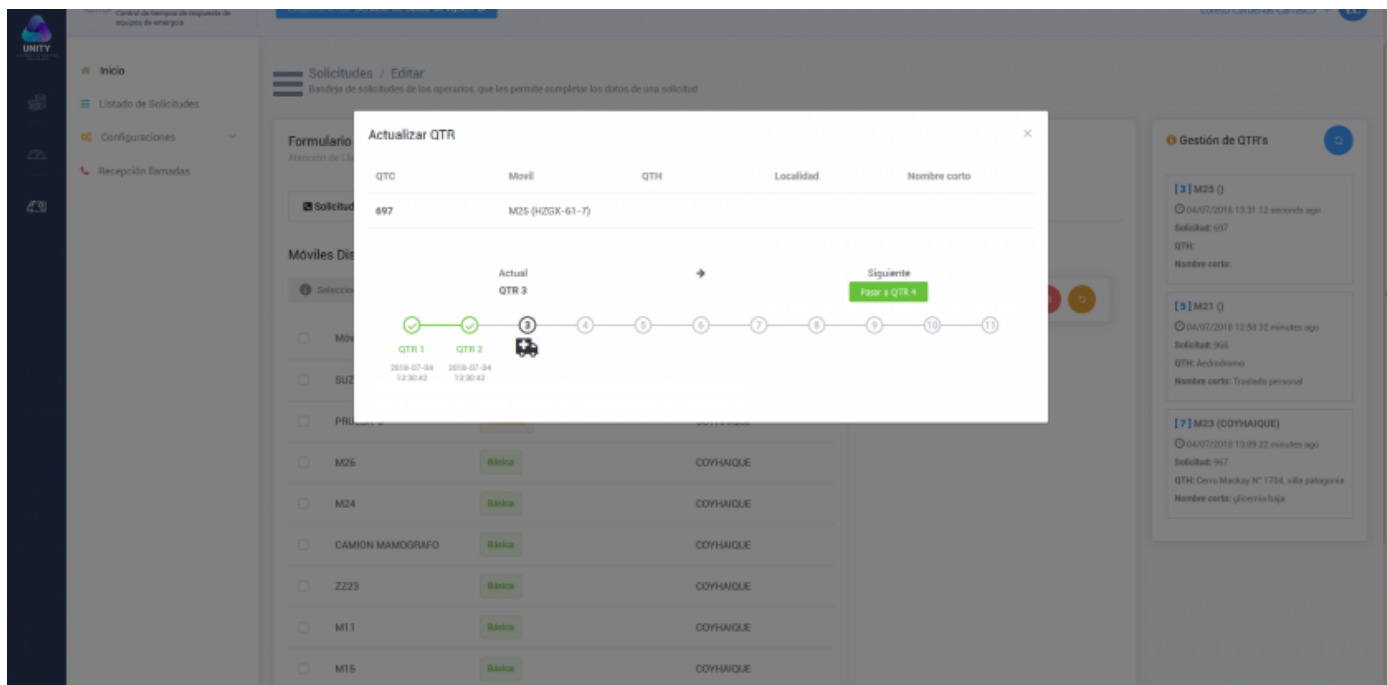 Control de tiempos de respuesta de
equipos de emergcia
UNITY
Inicio
Listado de Solicitudes
Configuraciones
Recepción llamadas
Solicitudes / Editar
Bandeja de solicitudes de los operarios, que les permite completar los datos de una solicitud
Formulario
Atención de
Solicitud
Móviles Dis
Seleccio
Actualizar QTR ×
QTC Movil QTH Localidad Nombre corto
697 M25 (HZGX-61-7)
Actual → Siguiente
QTR 3 Pasar a QTR 4
3 4 5 6 7 8 9 10 11
QTR 1 QTR 2
2018-07-04 2018-07-04
13:30:42 13:30:42
Móv
SUZ
COYHAIQUE
M26 Básica COYHAIQUE
M24 Básica COYHAIQUE
CAMION MAMOGRAFO Básica COYHAIQUE
ZZ23 Básica COYHAIQUE
M11 Básica COYHAIQUE
M15 Básica COYHAIQUE
Gestión de QTR's
[3] M25 ()
04/07/2018 13:31 12 seconds ago
Solicitud: 697
QTH:
Nombre corto:
[5] M21 ()
04/07/2018 12:58 32 minutes ago
Solicitud: 966
QTH: Aedrodromo
Nombre corto: Traslado personal
[7] M23 (COYHAIQUE)
04/07/2018 13:09 22 minutes ago
Solicitud: 967
QTH: Cerro Mackay N° 1704, villa patagonia
Nombre corto: glicemia baja